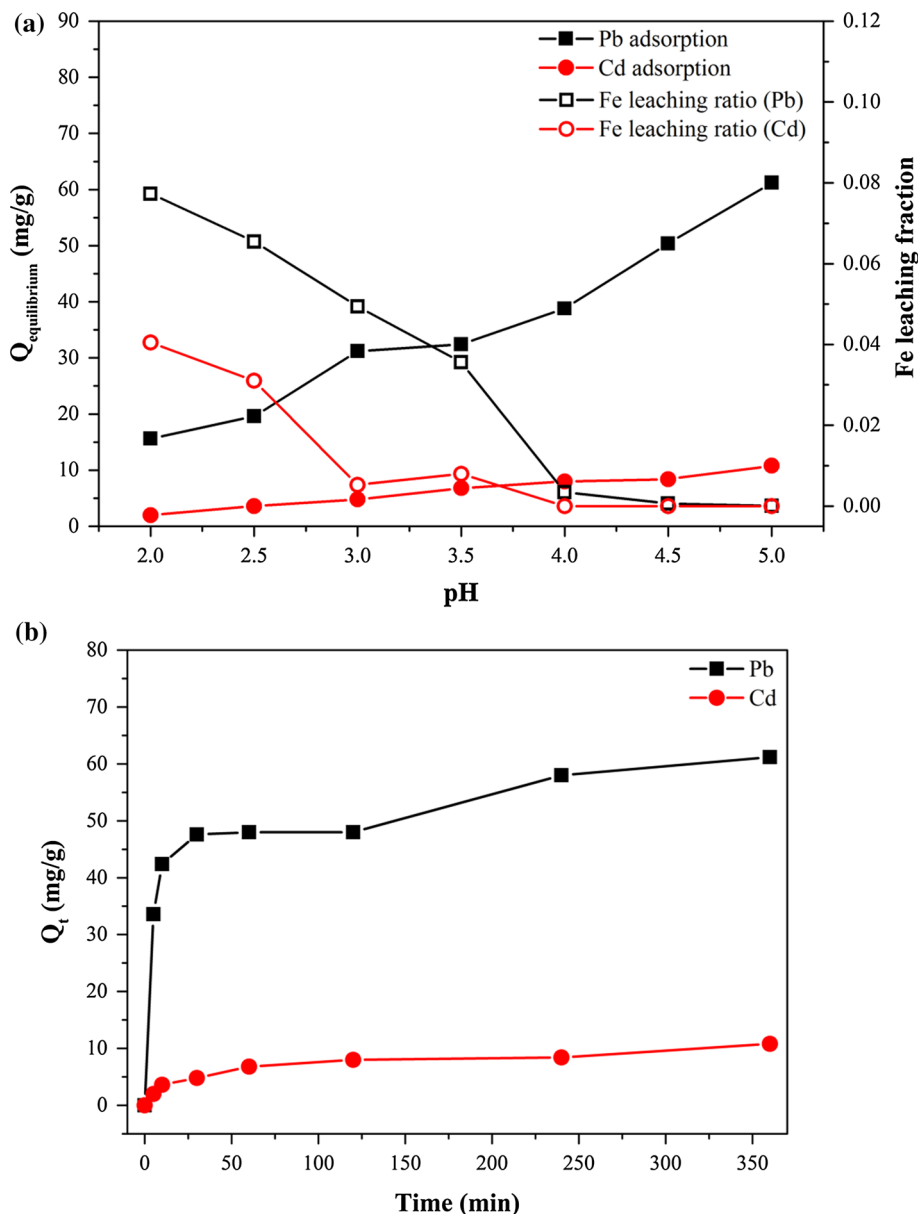 (a)
90
80
70
60
50
40
30
20
10
0
Q equilibrium (mg/g)
Pb adsorption
Cd adsorption
Fe leaching ratio (Pb)
Fe leaching ratio (Cd)
0.12
0.10
0.08
0.06
0.04
0.02
0.00
Fe leaching fraction
2.0 2.5 3.0 3.5 4.0 4.5 5.0
pH
(b)
80
70
60
50
40
30
20
10
0
Qt (mg/g)
Pb
Cd
0 50 100 150 200 250 300 350
Time (min)